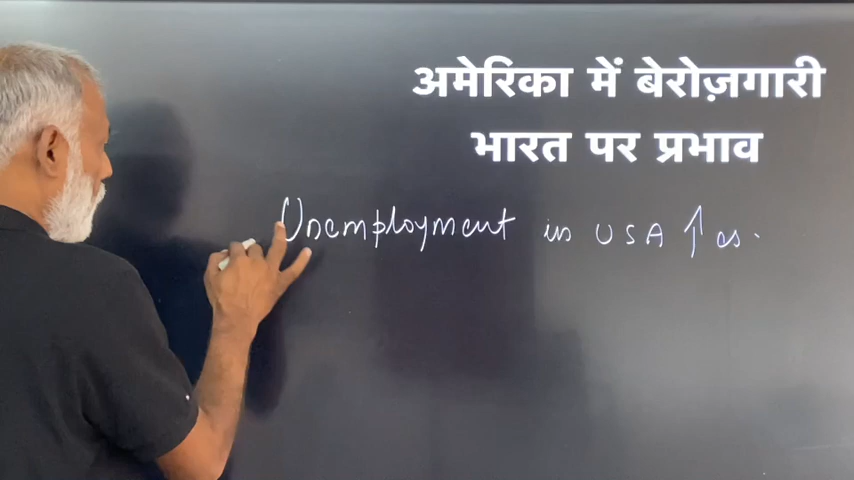 अमेरिका में बेरोज़गारी
भारत पर प्रभाव
Unemployment in USA ↑es.